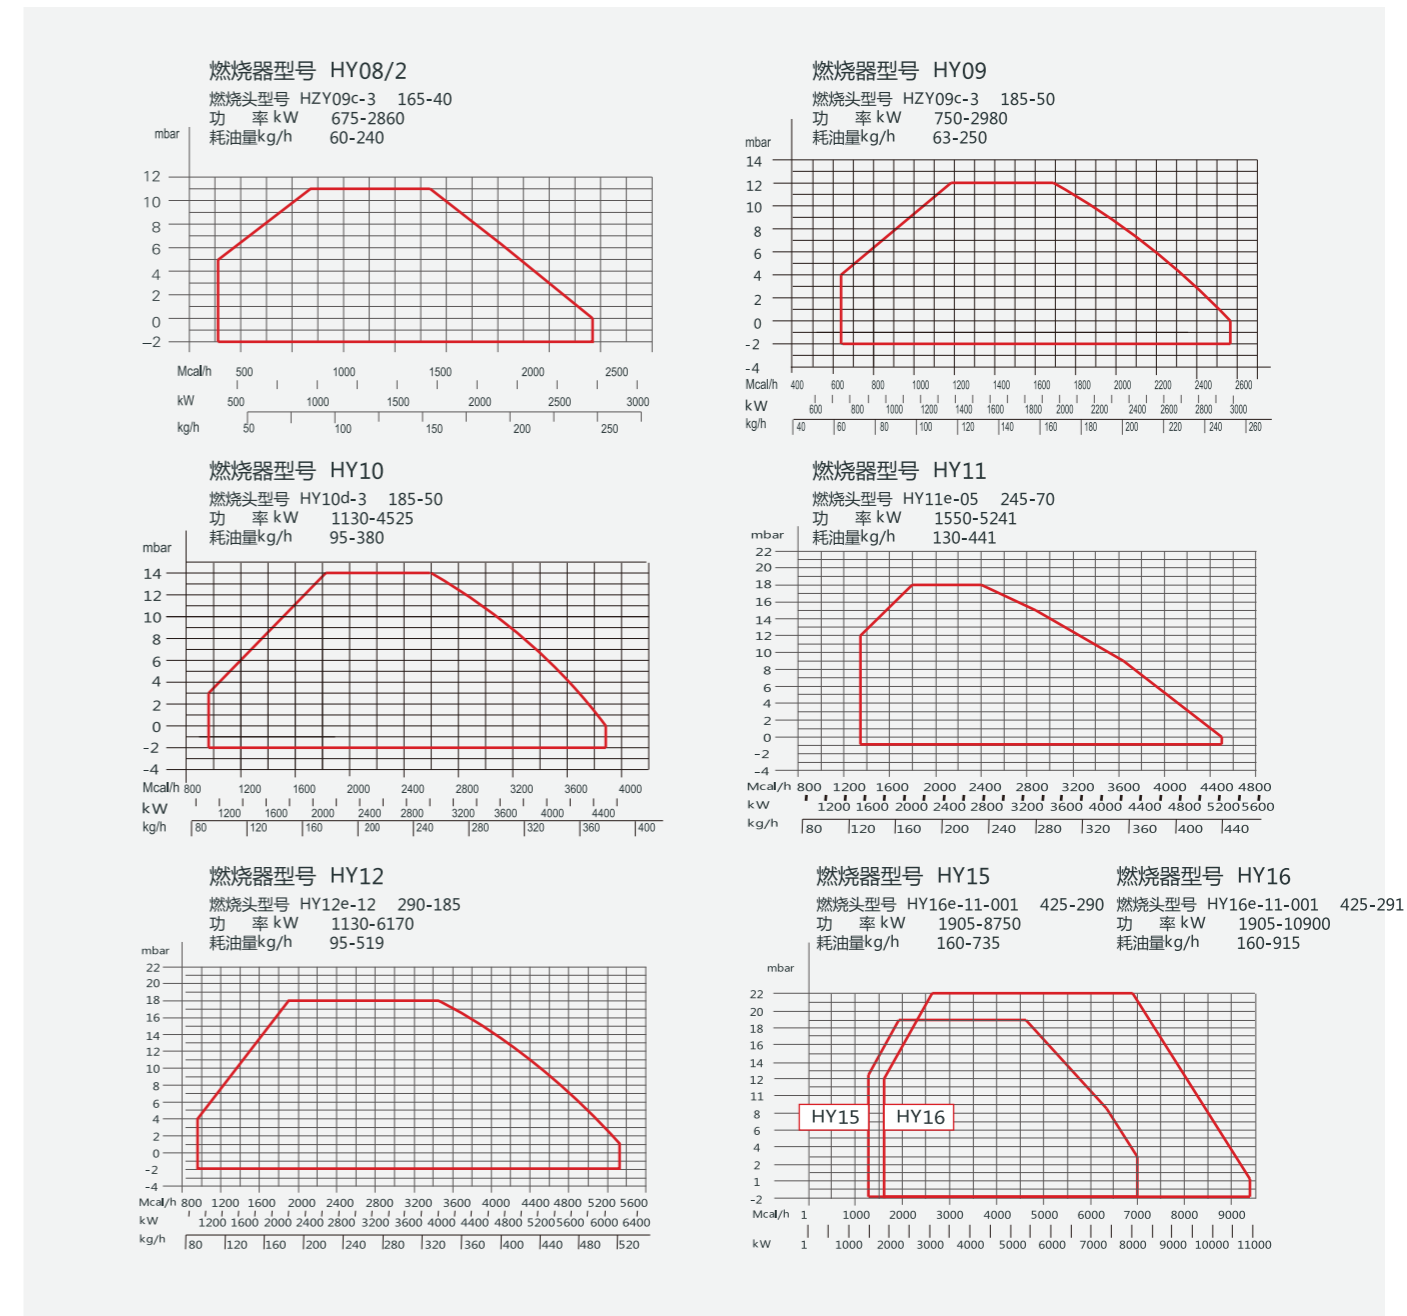 燃烧器型号 HY08/2
燃烧头型号 HZY09c-3 165-40
功 率 kW 675-2860
耗油量kg/h 60-240
mbar
12
10
8
6
4
2
0
–2
Mcal/h 500 1000 1500 2000 2500
kW 500 1000 1500 2000 2500 3000
kg/h 50 100 150 200 250
燃烧器型号 HY09
燃烧头型号 HZY09c-3 185-50
功 率 kW 750-2980
耗油量kg/h 63-250
mbar
14
12
10
8
6
4
2
0
-2
-4
Mcal/h 400 600 800 1000 1200 1400 1600 1800 2000 2200 2400 2600
kW 600 800 1000 1200 1400 1600 1800 2000 2200 2400 2600 2800 3000
kg/h 40 60 80 100 120 140 160 180 200 220 240 260
燃烧器型号 HY10
燃烧头型号 HY10d-3 185-50
功 率 kW 1130-4525
耗油量kg/h 95-380
mbar
14
12
10
8
6
4
2
0
–2
–4
Mcal/h 800 1200 1600 2000 2400 2800 3200 3600 4000
kW 1200 1600 2000 2400 2800 3200 3600 4000 4400
kg/h 80 120 160 200 240 280 320 360 400
燃烧器型号 HY11
燃烧头型号 HY11e-05 245-70
功 率 kW 1550-5241
耗油量kg/h 130-441
mbar
22
20
18
16
14
12
10
8
6
4
2
0
–2
–4
Mcal/h 800 1200 1600 2000 2400 2800 3200 3600 4000 4400 4800
kW 1200 1600 2000 2400 2800 3200 3600 4000 4400 4800 5200 5600
kg/h 80 120 160 200 240 280 320 360 400 440
燃烧器型号 HY12
燃烧头型号 HY12e-12 290-185
功 率 kW 1130-6170
耗油量kg/h 95-519
mbar
22
20
18
16
14
12
10
8
6
4
2
0
–2
–4
Mcal/h 800 1200 1600 2000 2400 2800 3200 3600 4000 4400 4800 5200 5600
kW 1200 1600 2000 2400 2800 3200 3600 4000 4400 4800 5200 5600 6000 6400
kg/h 80 120 160 200 240 280 320 360 400 440 480 520
燃烧器型号 HY15 燃烧器型号 HY16
燃烧头型号 HY16e-11-001 425-290 燃烧头型号 HY16e-11-001 425-291
功 率 kW 1905-8750 功 率 kW 1905-10900
耗油量kg/h 160-735 耗油量kg/h 160-915
mbar
22
20
18
16
14
12
11
8
6
4
2
1
-2
HY15 HY16
Mcal/h 1 1000 2000 3000 4000 5000 6000 7000 8000 9000
kW 1 1000 2000 3000 4000 5000 6000 7000 8000 9000 10000 11000